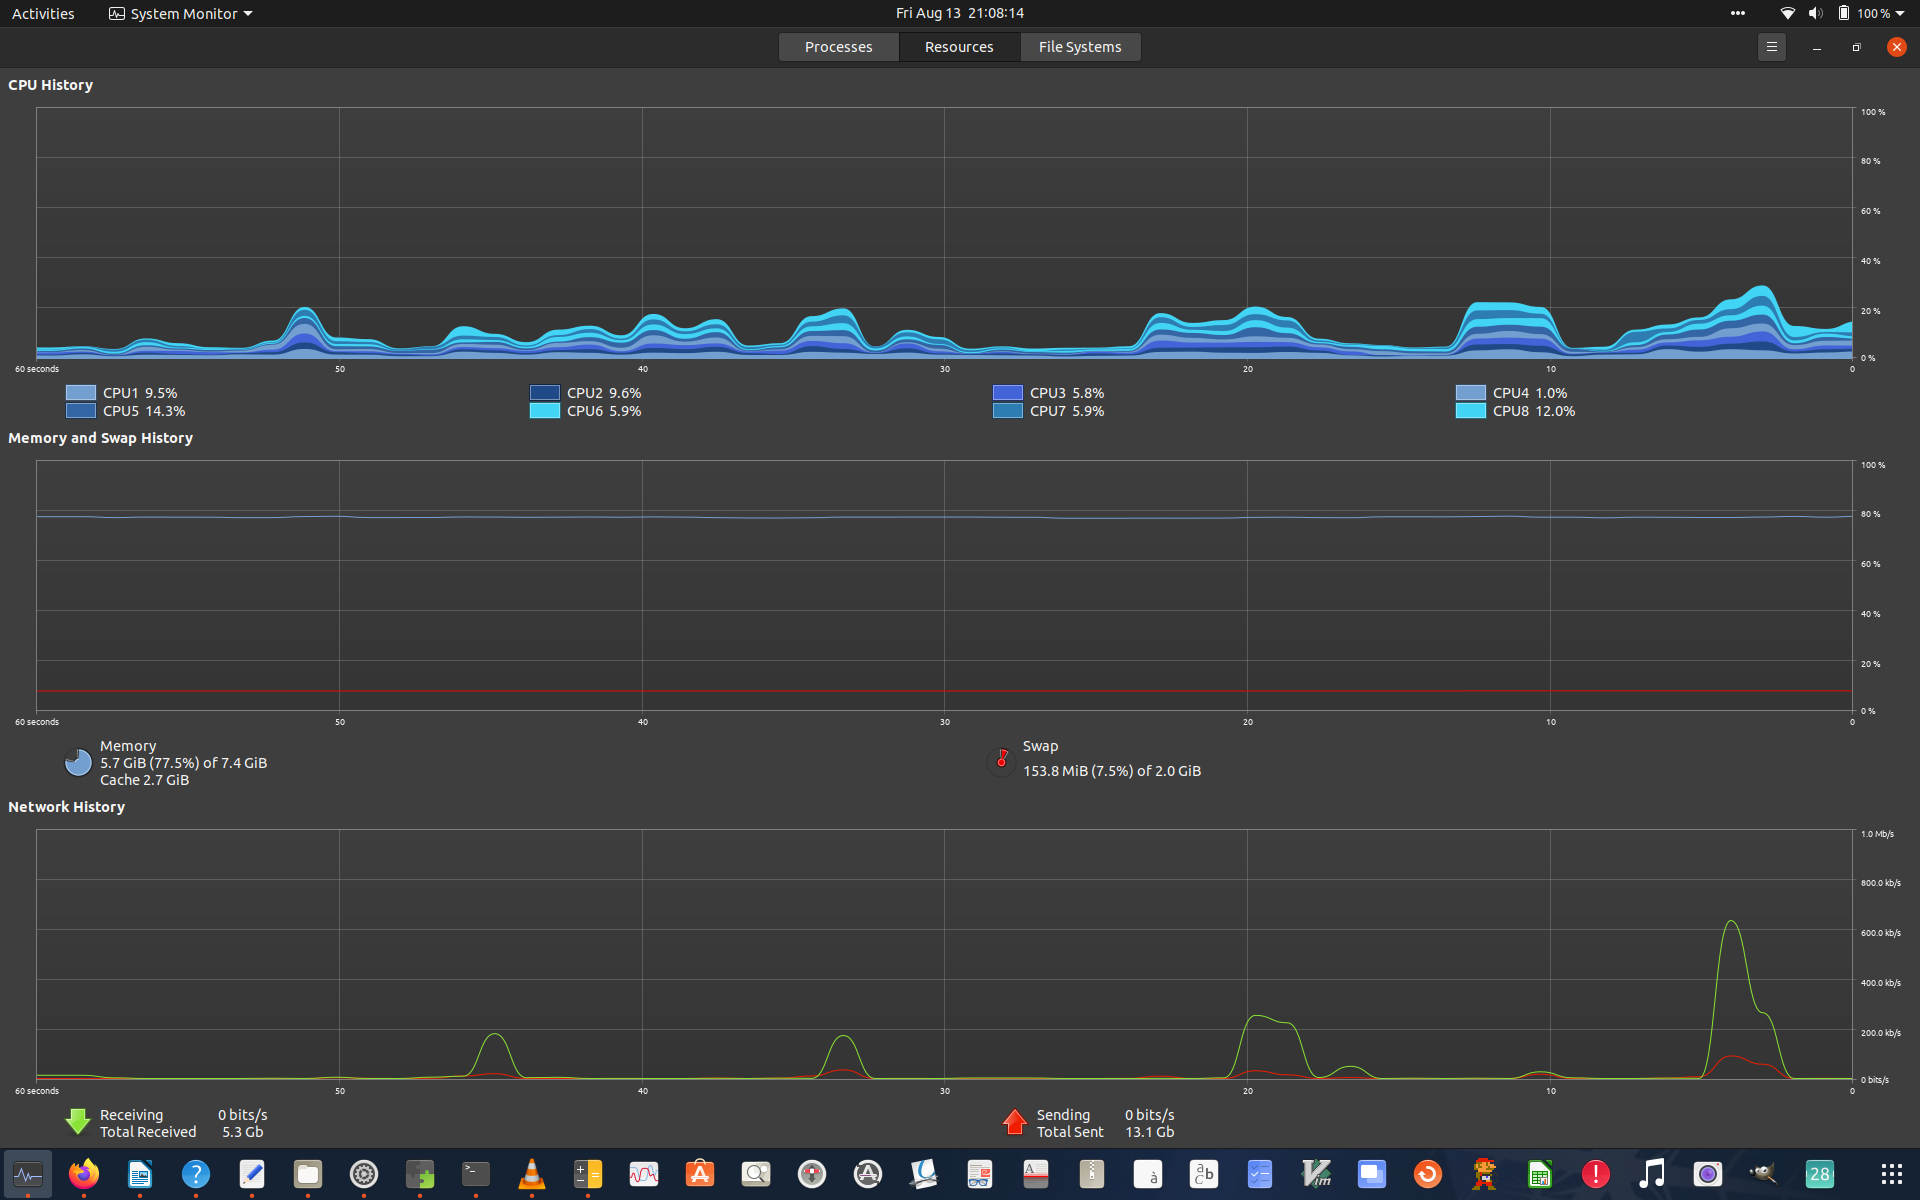 Activities
System Monitor
Fri Aug 13 21:08:14
100 %
Processes
Resources
File Systems
CPU History
100 %
80 %
60 %
40 %
20 %
0 %
60 seconds
50
40
30
20
10
0
CPU1 9.5%
CPU2 9.6%
CPU3 5.8%
CPU4 1.0%
CPU5 14.3%
CPU6 5.9%
CPU7 5.9%
CPU8 12.0%
Memory and Swap History
100 %
80 %
60 %
40 %
20 %
0 %
60 seconds
50
40
30
20
10
0
Memory
5.7 GiB (77.5%) of 7.4 GiB
Cache 2.7 GiB
Swap
153.8 MiB (7.5%) of 2.0 GiB
Network History
1.0 Mb/s
800.0 kb/s
600.0 kb/s
400.0 kb/s
200.0 kb/s
0 bits/s
60 seconds
50
40
30
20
10
0
Receiving 0 bits/s
Total Received 5.3 Gb
Sending 0 bits/s
Total Sent 13.1 Gb
?
A
à
ab
c
Vim
!
28